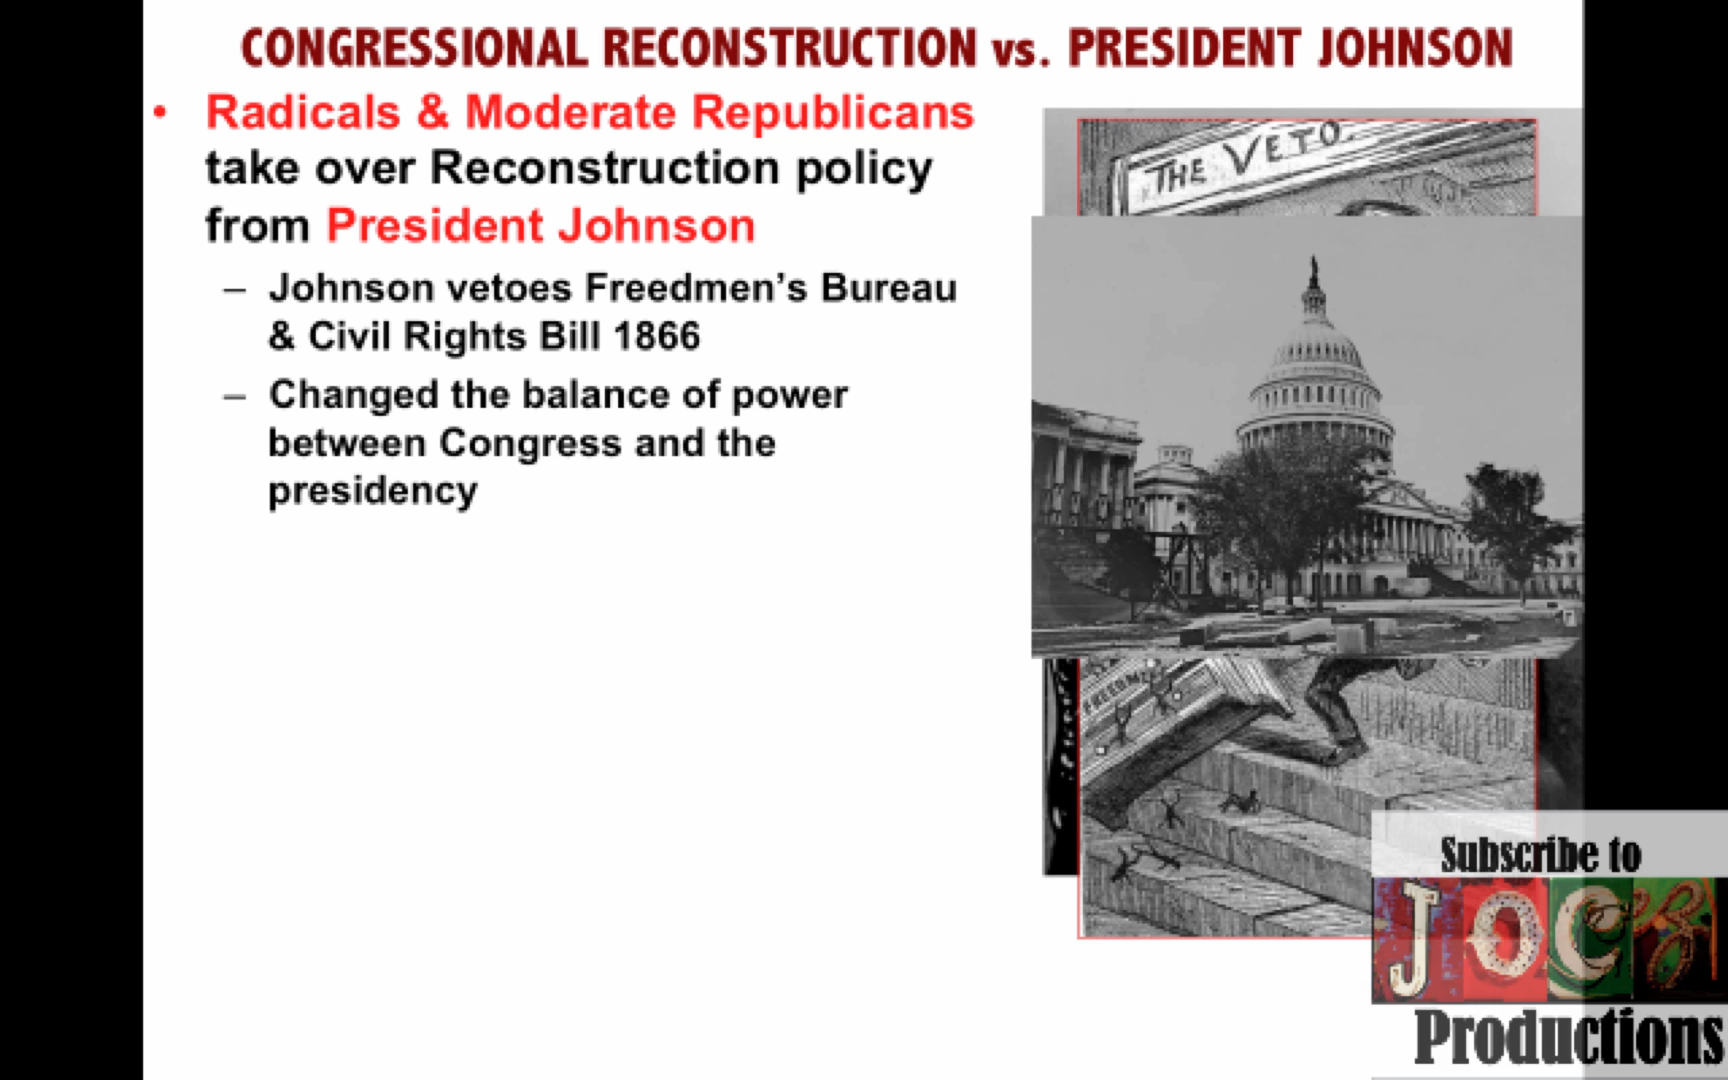 CONGRESSIONAL RECONSTRUCTION vs. PRESIDENT JOHNSON
• Radicals & Moderate Republicans
take over Reconstruction policy
from President Johnson
– Johnson vetoes Freedmen's Bureau
& Civil Rights Bill 1866
– Changed the balance of power
between Congress and the
presidency
THE VETO
Subscribe to
JOCZ
Productions